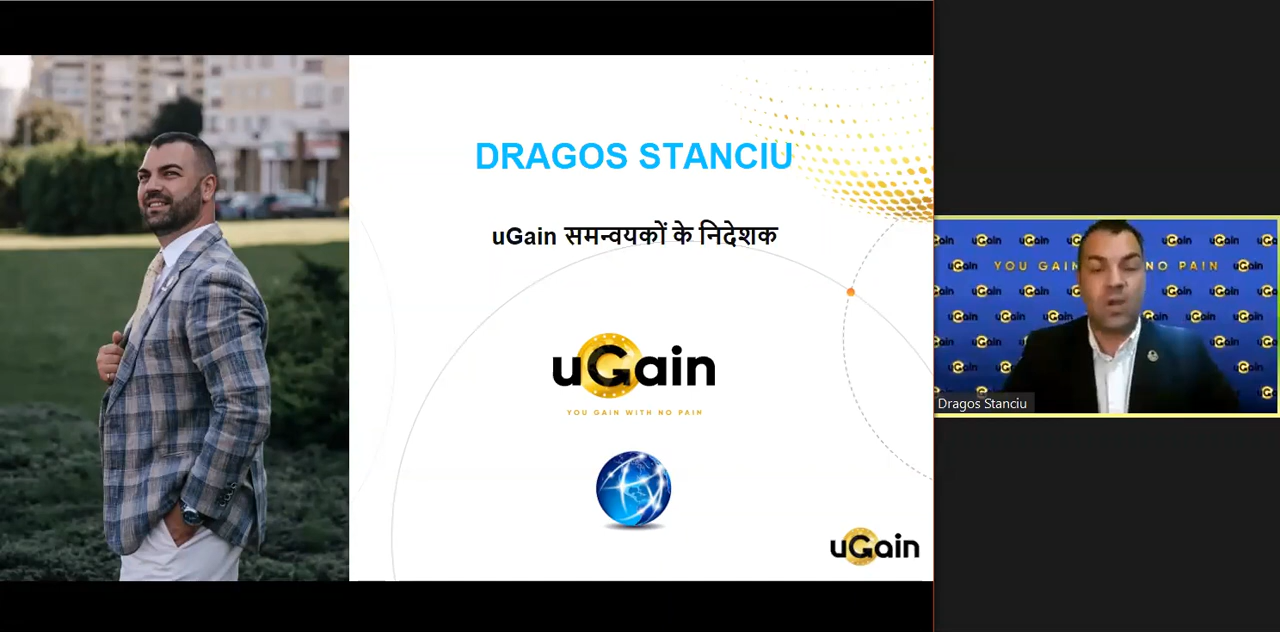 DRAGOS STANCIU
uGain समन्वयकों के निदेशक
uGain
YOU GAIN WITH NO PAIN
uGain
YOU GAIN NO PAIN
uGain
Dragos Stanciu